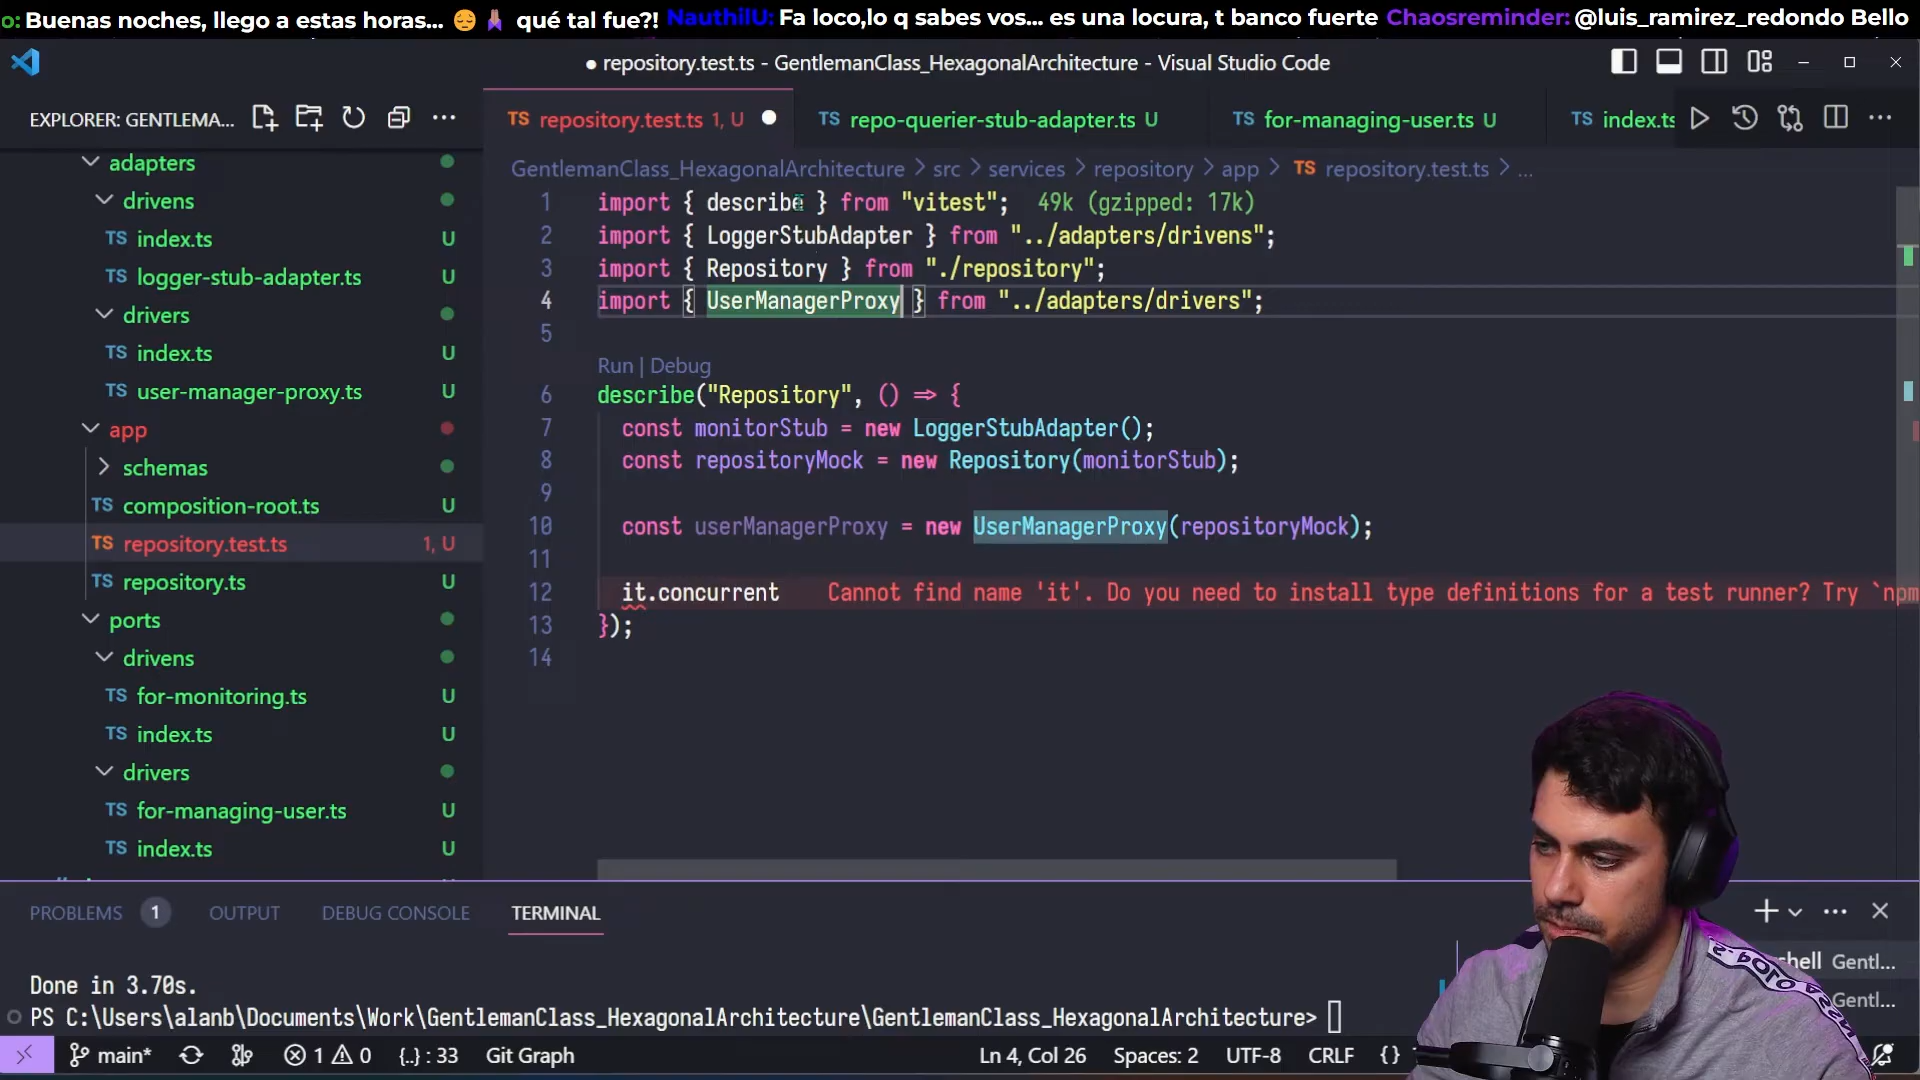 o: Buenas noches, llego a estas horas... 😔 🙏 qué tal fue?! NauthilU: Fa loco,lo q sabes vos... es una locura, t banco fuerte Chaosreminder: @luis_ramirez_redondo Bello
● repository.test.ts - GentlemanClass_HexagonalArchitecture - Visual Studio Code
EXPLORER: GENTLEMA...
TS repository.test.ts 1, U
TS repo-querier-stub-adapter.ts U
TS for-managing-user.ts U
TS index.ts
GentlemanClass_HexagonalArchitecture > src > services > repository > app > TS repository.test.ts > ...
adapters
drivens
TS index.ts U
TS logger-stub-adapter.ts U
drivers
TS index.ts U
TS user-manager-proxy.ts U
app
schemas
TS composition-root.ts U
TS repository.test.ts 1, U
TS repository.ts U
ports
drivens
TS for-monitoring.ts U
TS index.ts U
drivers
TS for-managing-user.ts U
TS index.ts U
1 import { describe } from "vitest"; 49k (gzipped: 17k)
2 import { LoggerStubAdapter } from "../adapters/drivens";
3 import { Repository } from "./repository";
4 import { UserManagerProxy } from "../adapters/drivers";
5
Run | Debug
6 describe("Repository", () => {
7 const monitorStub = new LoggerStubAdapter();
8 const repositoryMock = new Repository(monitorStub);
9
10 const userManagerProxy = new UserManagerProxy(repositoryMock);
11
12 it.concurrent Cannot find name 'it'. Do you need to install type definitions for a test runner? Try `npm
13 });
14
PROBLEMS 1 OUTPUT DEBUG CONSOLE TERMINAL
Done in 3.70s.
PS C:\Users\alanb\Documents\Work\GentlemanClass_HexagonalArchitecture\GentlemanClass_HexagonalArchitecture>
shell Gentl...
Gentl...
main* 1 0 {..} : 33 Git Graph Ln 4, Col 26 Spaces: 2 UTF-8 CRLF {}